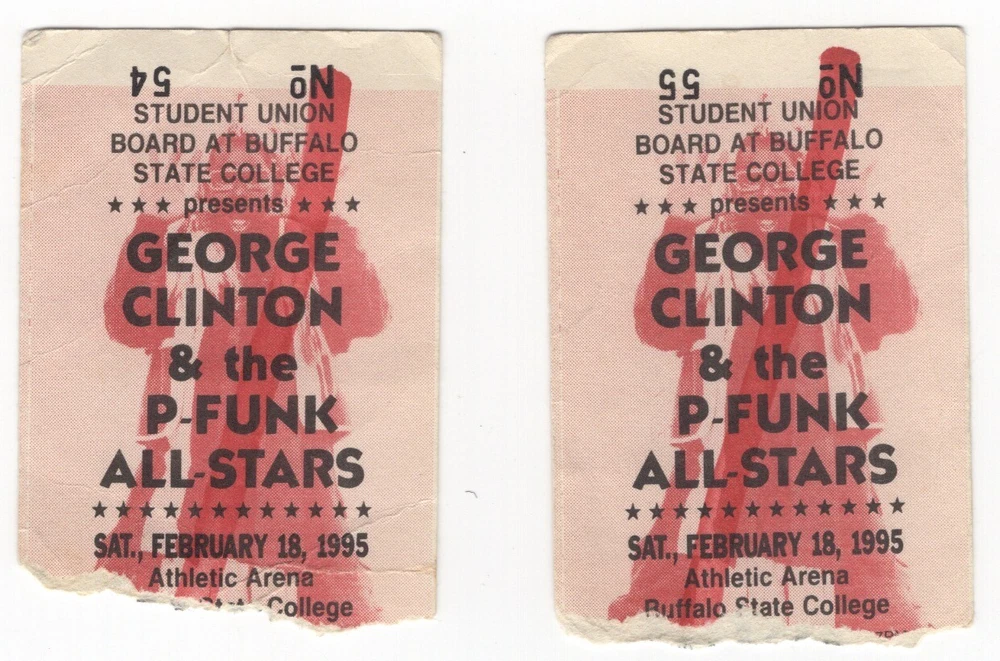 No 54
STUDENT UNION
BOARD AT BUFFALO
STATE COLLEGE
★ ★ ★ presents ★ ★ ★
GEORGE
CLINTON
& the
P-FUNK
ALL-STARS
★ ★ ★ ★ ★ ★ ★ ★ ★ ★ ★ ★
SAT., FEBRUARY 18, 1995
Athletic Arena
State College
No 55
STUDENT UNION
BOARD AT BUFFALO
STATE COLLEGE
★ ★ ★ presents ★ ★ ★
GEORGE
CLINTON
& the
P-FUNK
ALL-STARS
★ ★ ★ ★ ★ ★ ★ ★ ★ ★ ★ ★
SAT., FEBRUARY 18, 1995
Athletic Arena
Buffalo State College